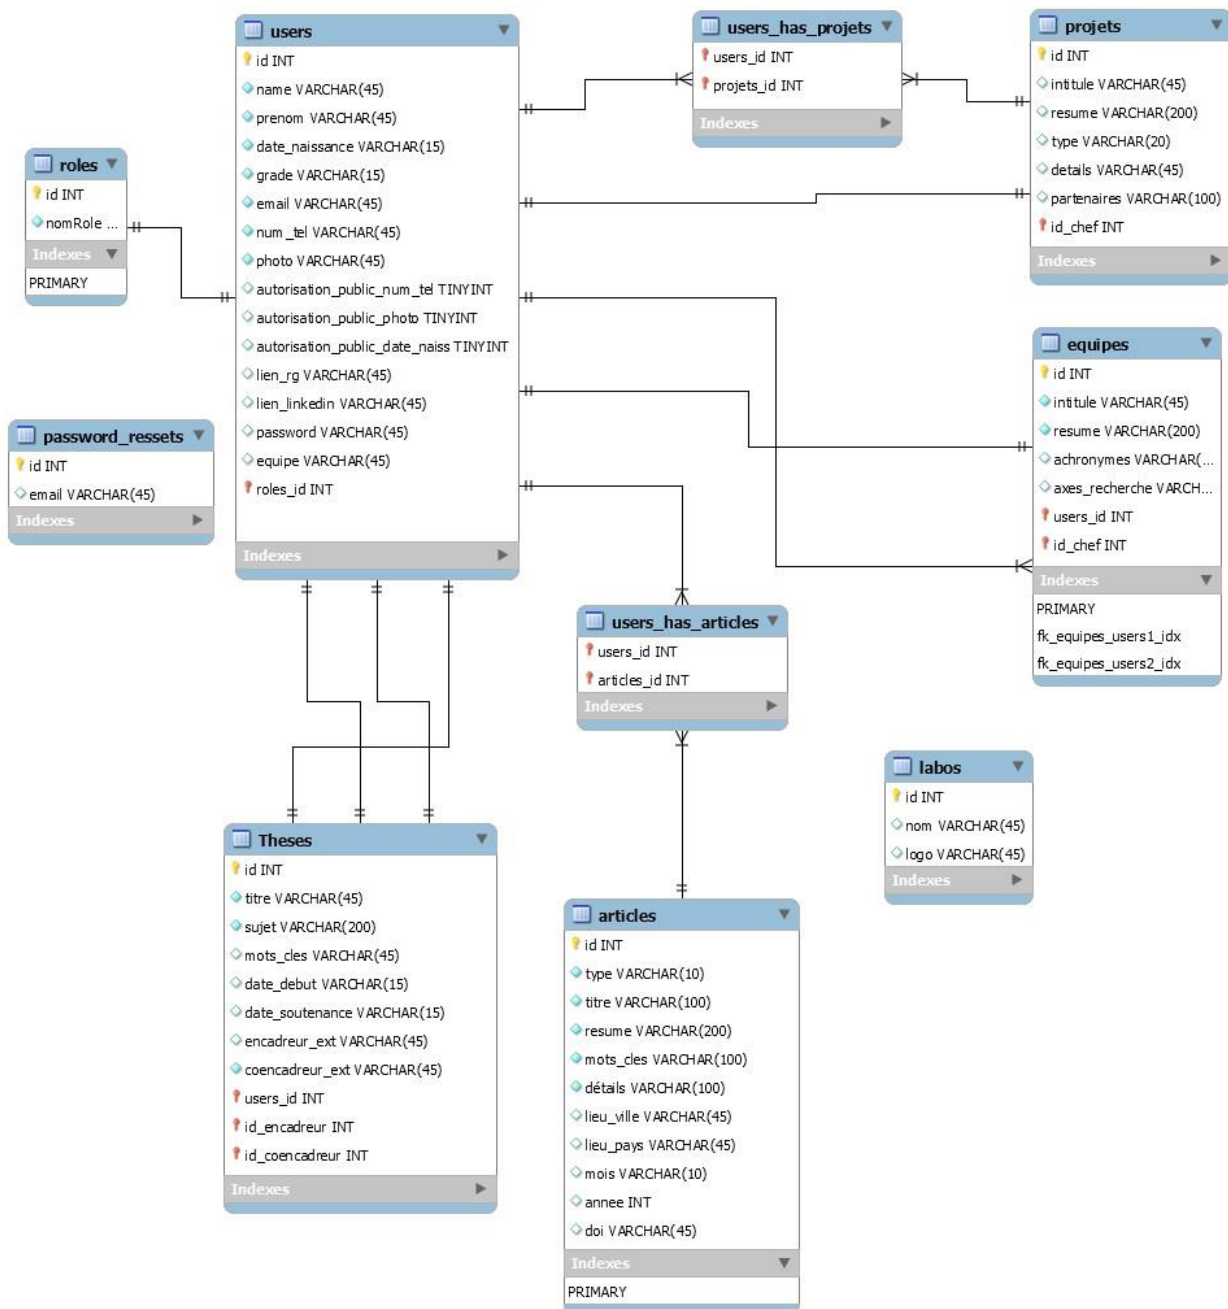 users
id INT
name VARCHAR(45)
prenom VARCHAR(45)
date_naissance VARCHAR(15)
grade VARCHAR(15)
email VARCHAR(45)
num_tel VARCHAR(45)
photo VARCHAR(45)
autorisation_public_num_tel TINYINT
autorisation_public_photo TINYINT
autorisation_public_date_naiss TINYINT
lien_rg VARCHAR(45)
lien_linkedin VARCHAR(45)
password VARCHAR(45)
equipe VARCHAR(45)
roles_id INT
Indexes
users_has_projets
users_id INT
projets_id INT
Indexes
projets
id INT
intitule VARCHAR(45)
resume VARCHAR(200)
type VARCHAR(20)
details VARCHAR(45)
partenaires VARCHAR(100)
id_chef INT
Indexes
roles
id INT
nomRole ...
Indexes
PRIMARY
password_ressets
id INT
email VARCHAR(45)
Indexes
equipes
id INT
intitule VARCHAR(45)
resume VARCHAR(200)
achronymes VARCHAR(...
axes_recherche VARCH...
users_id INT
id_chef INT
Indexes
PRIMARY
fk_equipes_users1_idx
fk_equipes_users2_idx
users_has_articles
users_id INT
articles_id INT
Indexes
labos
id INT
nom VARCHAR(45)
logo VARCHAR(45)
Indexes
Theses
id INT
titre VARCHAR(45)
sujet VARCHAR(200)
mots_cles VARCHAR(45)
date_debut VARCHAR(15)
date_soutenance VARCHAR(15)
encadreur_ext VARCHAR(45)
coencadreur_ext VARCHAR(45)
users_id INT
id_encadreur INT
id_coencadreur INT
Indexes
articles
id INT
type VARCHAR(10)
titre VARCHAR(100)
resume VARCHAR(200)
mots_cles VARCHAR(100)
détails VARCHAR(100)
lieu_ville VARCHAR(45)
lieu_pays VARCHAR(45)
mois VARCHAR(10)
annee INT
doi VARCHAR(45)
Indexes
PRIMARY